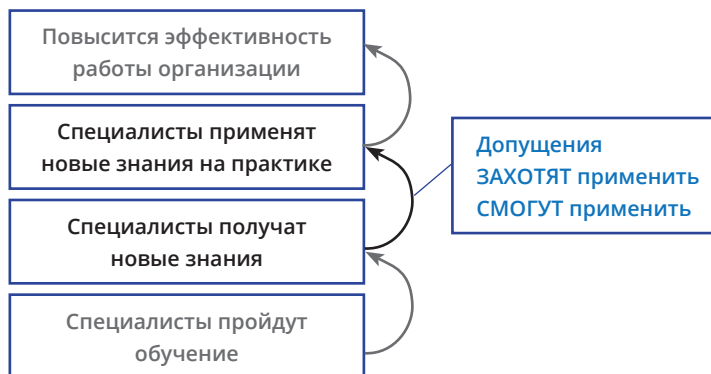 Повысится эффективность
работы организации
Специалисты применят
новые знания на практике
Допущения
ЗАХОТЯТ применить
СМОГУТ применить
Специалисты получат
новые знания
Специалисты пройдут
обучение